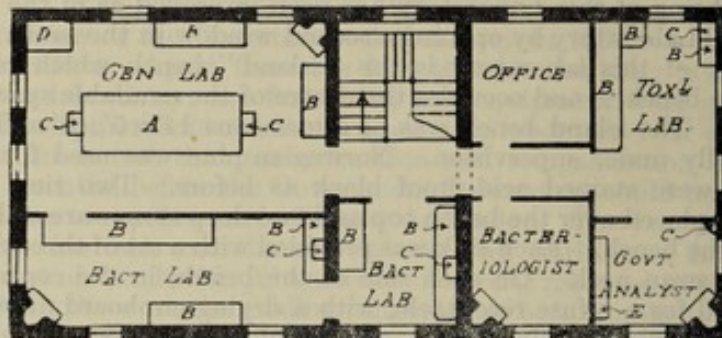 D
GEN LAB
C A C
B
OFFICE
B
C
B
B
TOXL
LAB.
B
BACT LAB
B
B
C
B
BACT
LAB
B
C
BACTER-
IOLOGIST
C
GOVT.
ANALYST
E